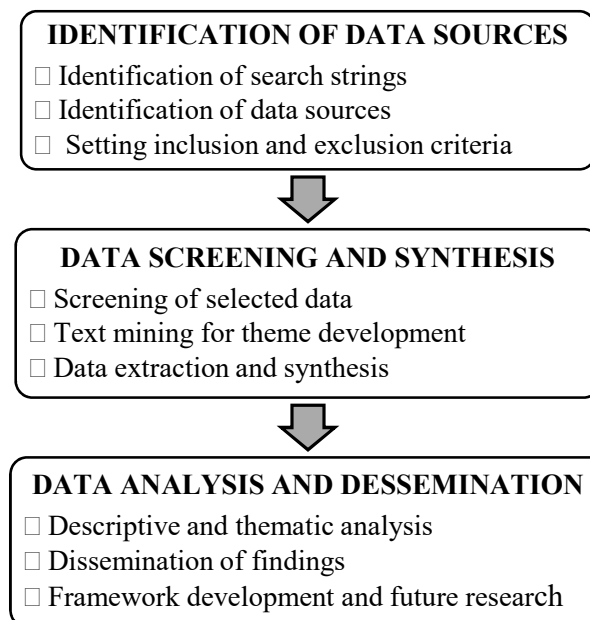 IDENTIFICATION OF DATA SOURCES
□ Identification of search strings
□ Identification of data sources
□ Setting inclusion and exclusion criteria
DATA SCREENING AND SYNTHESIS
□ Screening of selected data
□ Text mining for theme development
□ Data extraction and synthesis
DATA ANALYSIS AND DESSEMINATION
□ Descriptive and thematic analysis
□ Dissemination of findings
□ Framework development and future research